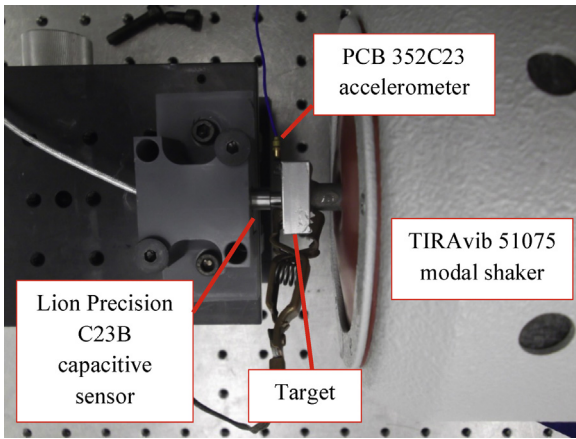 PCB 352C23
accelerometer
TIRAvib 51075
modal shaker
Lion Precision
C23B
capacitive
sensor
Target